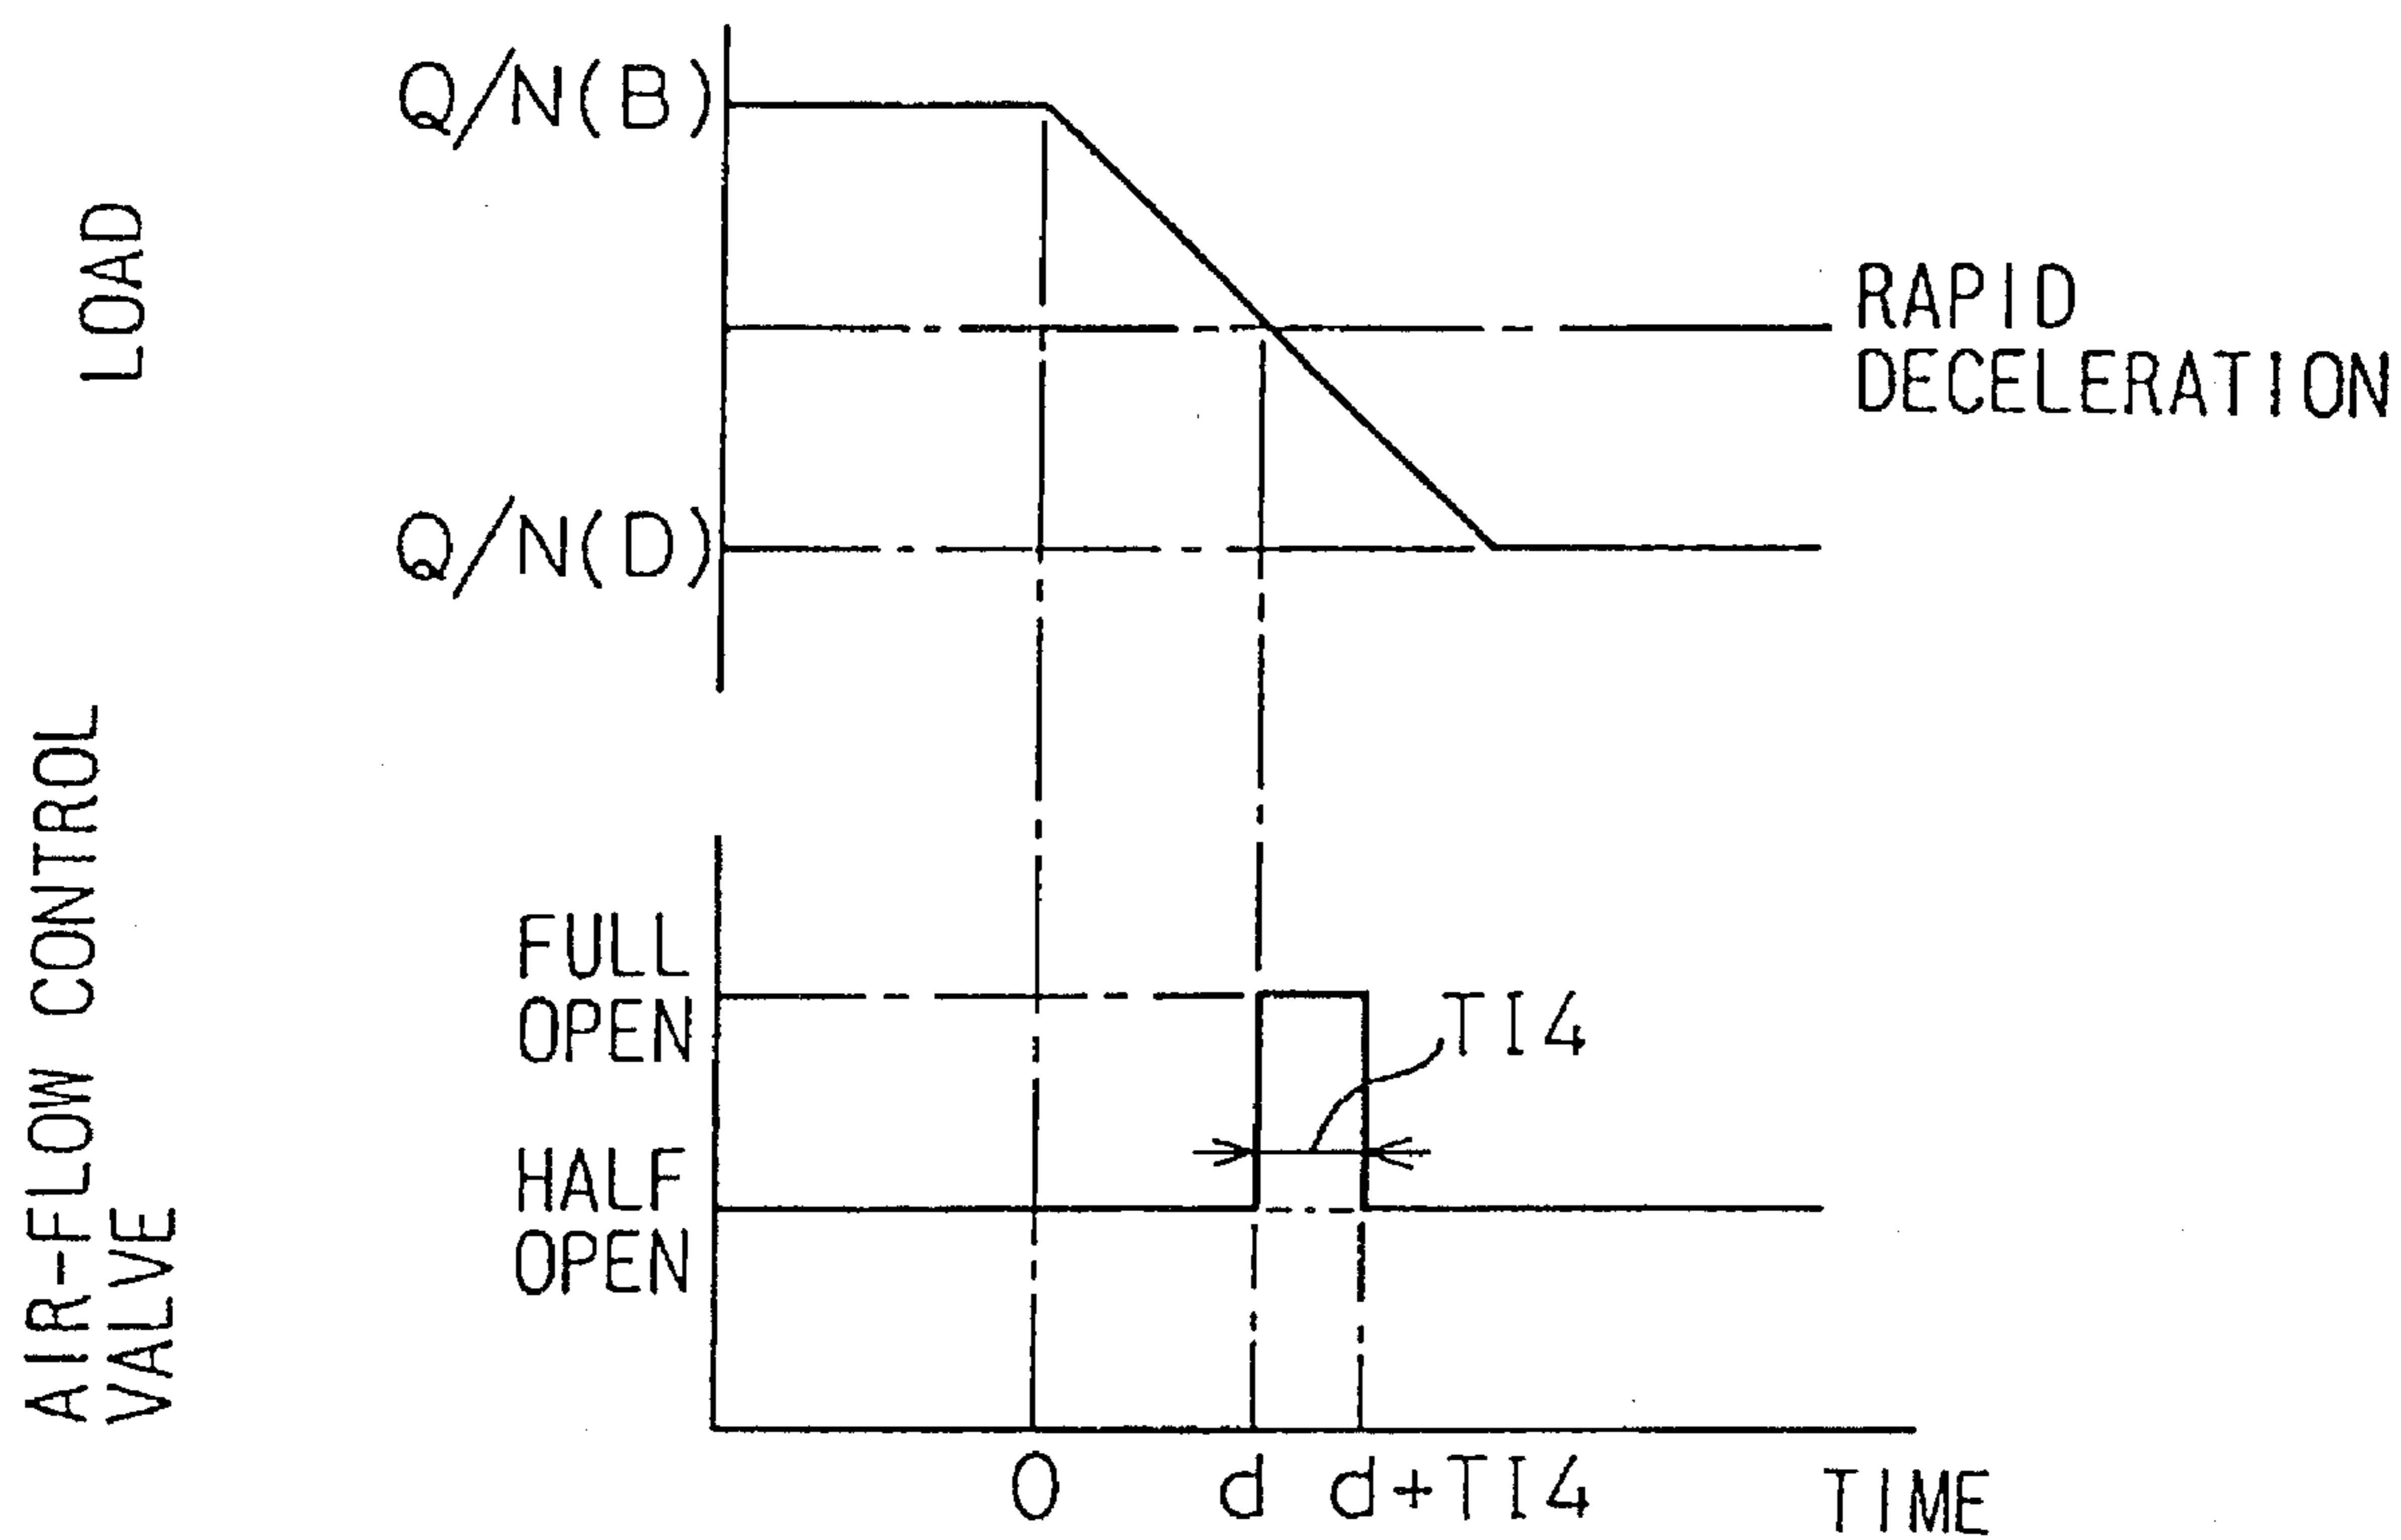 LOAD
Q/N(B)
RAPID
DECELERATION
Q/N(D)
AIR-FLOW CONTROL
VALVE
FULL
OPEN
TI4
HALF
OPEN
0
d
d+TI4
TIME